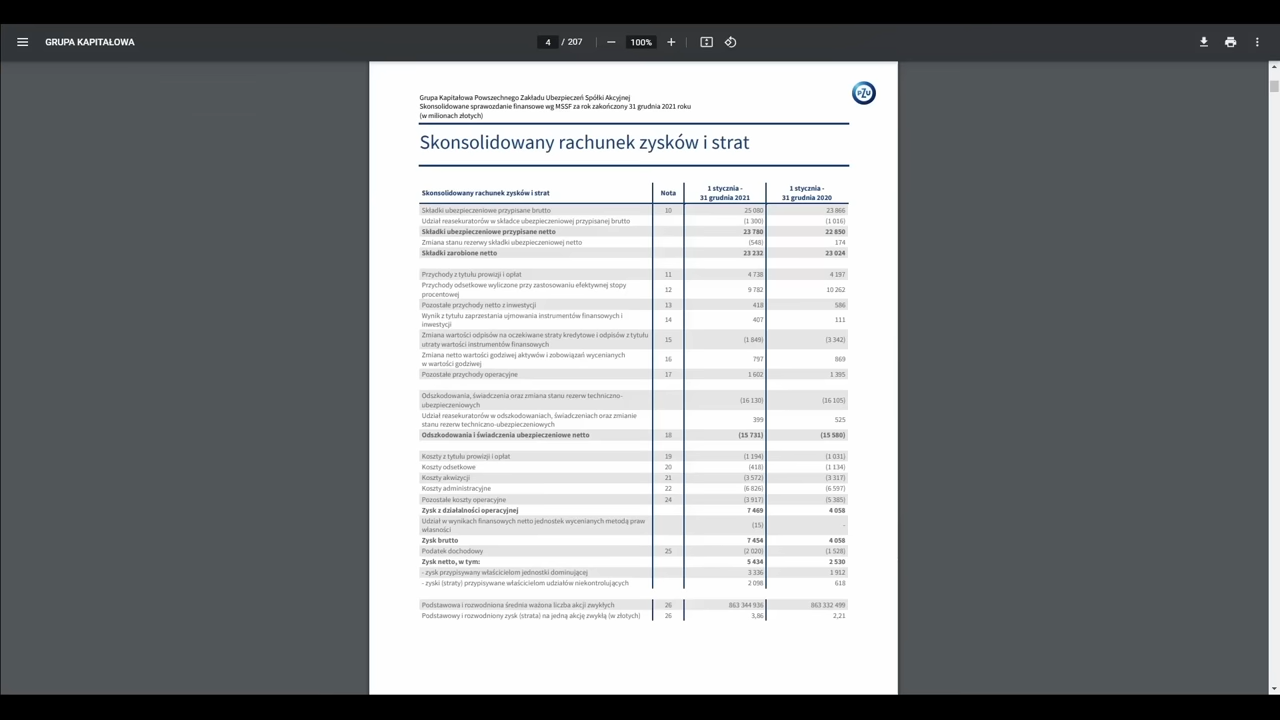 GRUPA KAPITAŁOWA
4 / 207
100%
Grupa Kapitałowa Powszechnego Zakładu Ubezpieczeń Spółki Akcyjnej
Skonsolidowane sprawozdanie finansowe wg MSSF za rok zakończony 31 grudnia 2021 roku
(w milionach złotych)
PZU
Skonsolidowany rachunek zysków i strat
Skonsolidowany rachunek zysków i strat Nota 1 stycznia - 31 grudnia 2021 1 stycznia - 31 grudnia 2020
Składki ubezpieczeniowe przypisane brutto 10 25 080 23 866
Udział reasekuratorów w składce ubezpieczeniowej przypisanej brutto (1 300) (1 016)
Składki ubezpieczeniowe przypisane netto 23 780 22 850
Zmiana stanu rezerwy składki ubezpieczeniowej netto (548) 174
Składki zarobione netto 23 232 23 024
Przychody z tytułu prowizji i opłat 11 4 738 4 197
Przychody odsetkowe wyliczone przy zastosowaniu efektywnej stopy
procentowej 12 9 782 10 262
Pozostałe przychody netto z inwestycji 13 418 586
Wynik z tytułu zaprzestania ujmowania instrumentów finansowych i
inwestycji 14 407 111
Zmiana wartości odpisów na oczekiwane straty kredytowe i odpisów z tytułu
utraty wartości instrumentów finansowych 15 (1 849) (3 342)
Zmiana netto wartości godziwej aktywów i zobowiązań wycenianych
w wartości godziwej 16 797 869
Pozostałe przychody operacyjne 17 1 602 1 395
Odszkodowania, świadczenia oraz zmiana stanu rezerw techniczno-
ubezpieczeniowych (16 130) (16 105)
Udział reasekuratorów w odszkodowaniach, świadczeniach oraz zmianie
stanu rezerw techniczno-ubezpieczeniowych 399 525
Odszkodowania i świadczenia ubezpieczeniowe netto 18 (15 731) (15 580)
Koszty z tytułu prowizji i opłat 19 (1 194) (1 031)
Koszty odsetkowe 20 (418) (1 134)
Koszty akwizycji 21 (3 572) (3 317)
Koszty administracyjne 22 (6 826) (6 597)
Pozostałe koszty operacyjne 24 (3 917) (5 385)
Zysk z działalności operacyjnej 7 469 4 058
Udział w wynikach finansowych netto jednostek wycenianych metodą praw
własności (15) -
Zysk brutto 7 454 4 058
Podatek dochodowy 25 (2 020) (1 528)
Zysk netto, w tym: 5 434 2 530
- zysk przypisywany właścicielom jednostki dominującej 3 336 1 912
- zyski (straty) przypisywane właścicielom udziałów niekontrolujących 2 098 618
Podstawowa i rozwodniona średnia ważona liczba akcji zwykłych 26 863 344 936 863 332 499
Podstawowy i rozwodniony zysk (strata) na jedną akcję zwykłą (w złotych) 26 3,86 2,21